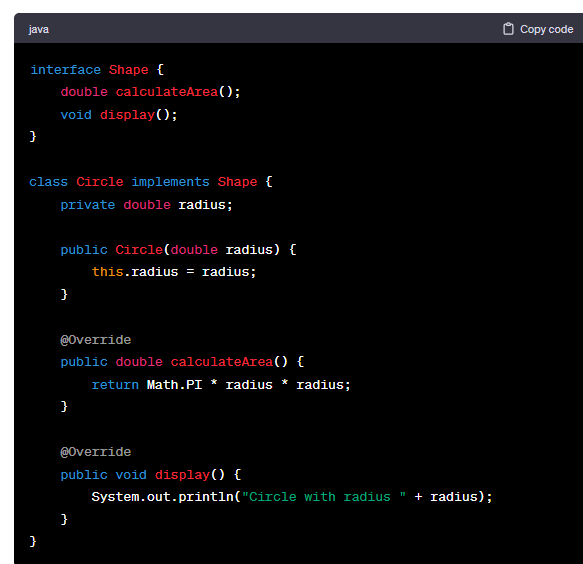 java
Copy code
interface Shape {
    double calculateArea();
    void display();
}

class Circle implements Shape {
    private double radius;

    public Circle(double radius) {
        this.radius = radius;
    }

    @Override
    public double calculateArea() {
        return Math.PI * radius * radius;
    }

    @Override
    public void display() {
        System.out.println("Circle with radius " + radius);
    }
}